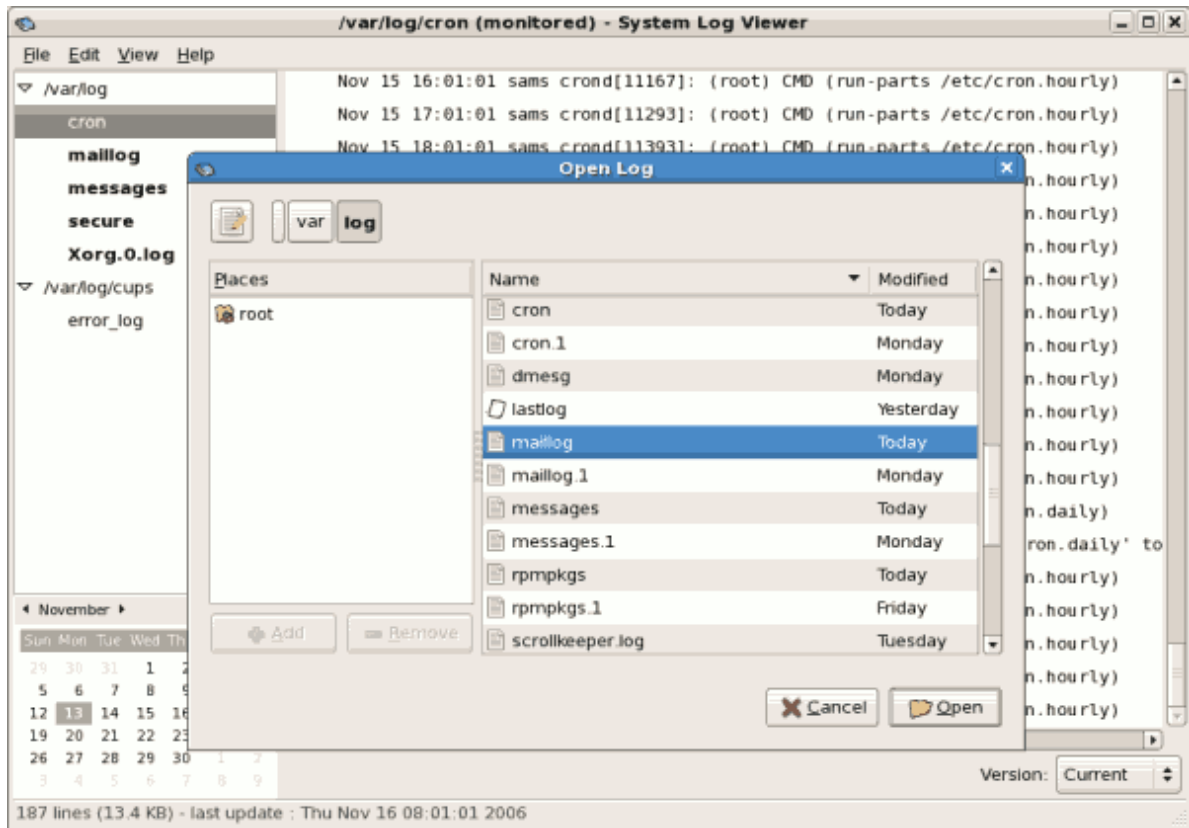 /var/log/cron (monitored) - System Log Viewer
File Edit View Help
/var/log
cron
maillog
messages
secure
Xorg.0.log
/var/log/cups
error_log
Nov 15 16:01:01 sams crond[11167]: (root) CMD (run-parts /etc/cron.hourly)
Nov 15 17:01:01 sams crond[11293]: (root) CMD (run-parts /etc/cron.hourly)
Nov 15 18:01:01 sams crond[11393]: (root) CMD (run-parts /etc/cron.hourly)
n.hourly)
n.hourly)
n.hourly)
n.hourly)
n.hourly)
n.hourly)
n.hourly)
n.hourly)
n.hourly)
n.hourly)
n.daily)
ron.daily' to
n.hourly)
n.hourly)
n.hourly)
n.hourly)
n.hourly)
Open Log
var log
Places
root
Name Modified
cron Today
cron.1 Monday
dmesg Monday
lastlog Yesterday
maillog Today
maillog.1 Monday
messages Today
messages.1 Monday
rpmpkgs Today
rpmpkgs.1 Friday
scrollkeeper.log Tuesday
Add Remove
Cancel Open
November
Sun Mon Tue Wed Th
29 30 31 1 2
5 6 7 8 9
12 13 14 15 16
19 20 21 22 23
26 27 28 29 30 1 2
3 4 5 6 7 8 9
Version: Current
187 lines (13.4 KB) - last update : Thu Nov 16 08:01:01 2006